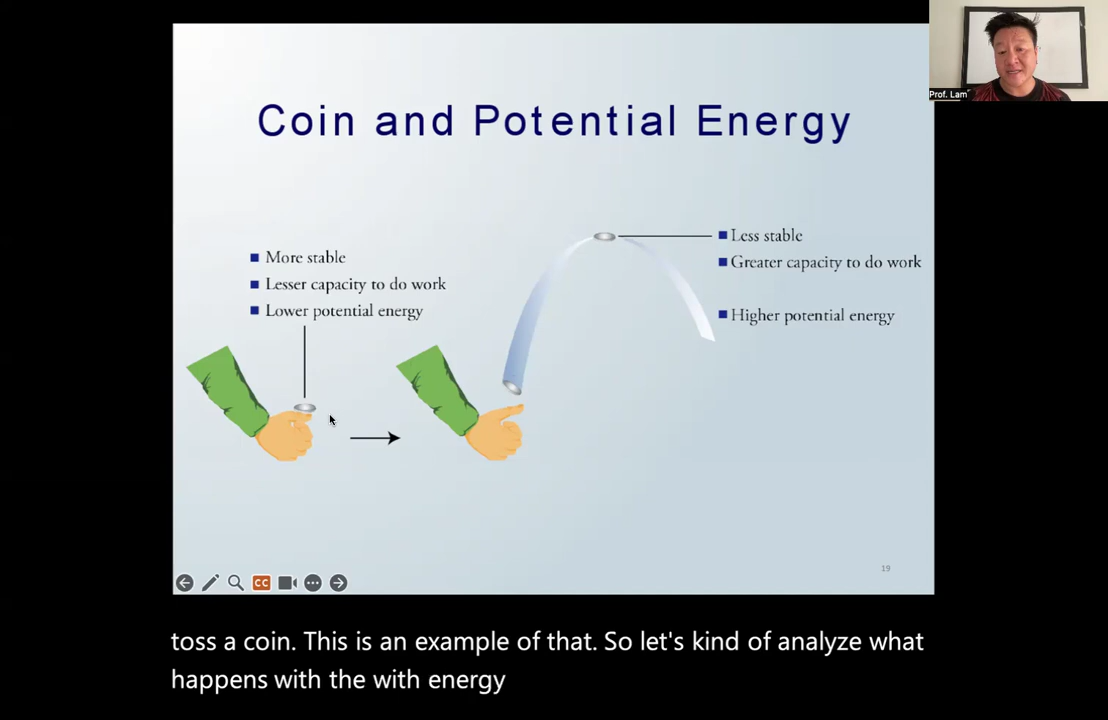 Prof. Lam
Coin and Potential Energy
More stable
Lesser capacity to do work
Lower potential energy
Less stable
Greater capacity to do work
Higher potential energy
19
CC
toss a coin. This is an example of that. So let's kind of analyze what
happens with the with energy